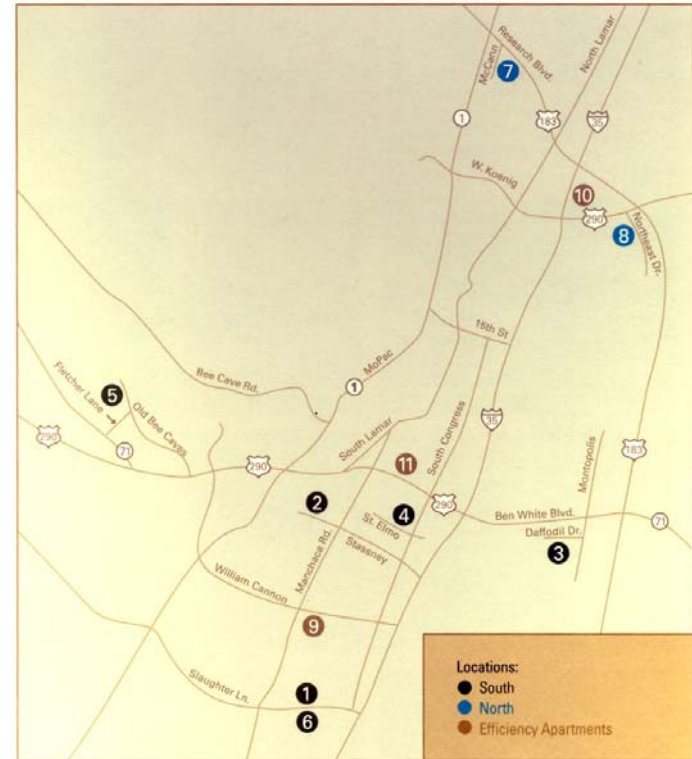 McCann
Research Blvd.
North Lamar
7
1
183
35
W. Koenig
10
290
8
Northeast Dr.
15th St
MoPac
Bee Cave Rd.
1
5
Fletcher Lane
Old Bee Caves
290
71
290
South Lamar
11
South Congress
35
290
Montopolis
183
Ben White Blvd.
71
Daffodil Dr.
3
2
4
St. Elmo
Stassney
Manchaca Rd.
William Cannon
9
Slaughter Ln.
1
6
Locations:
South
North
Efficiency Apartments